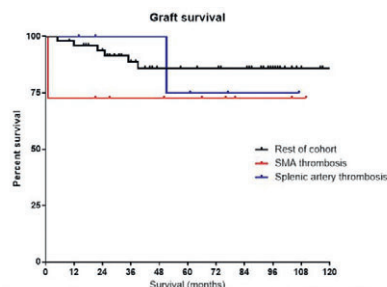 Graft survival
100
75
50
25
0
Percent survival
Rest of cohort
SMA thrombosis
Splenic artery thrombosis
0 12 24 36 48 60 72 84 96 108 120
Survival (months)